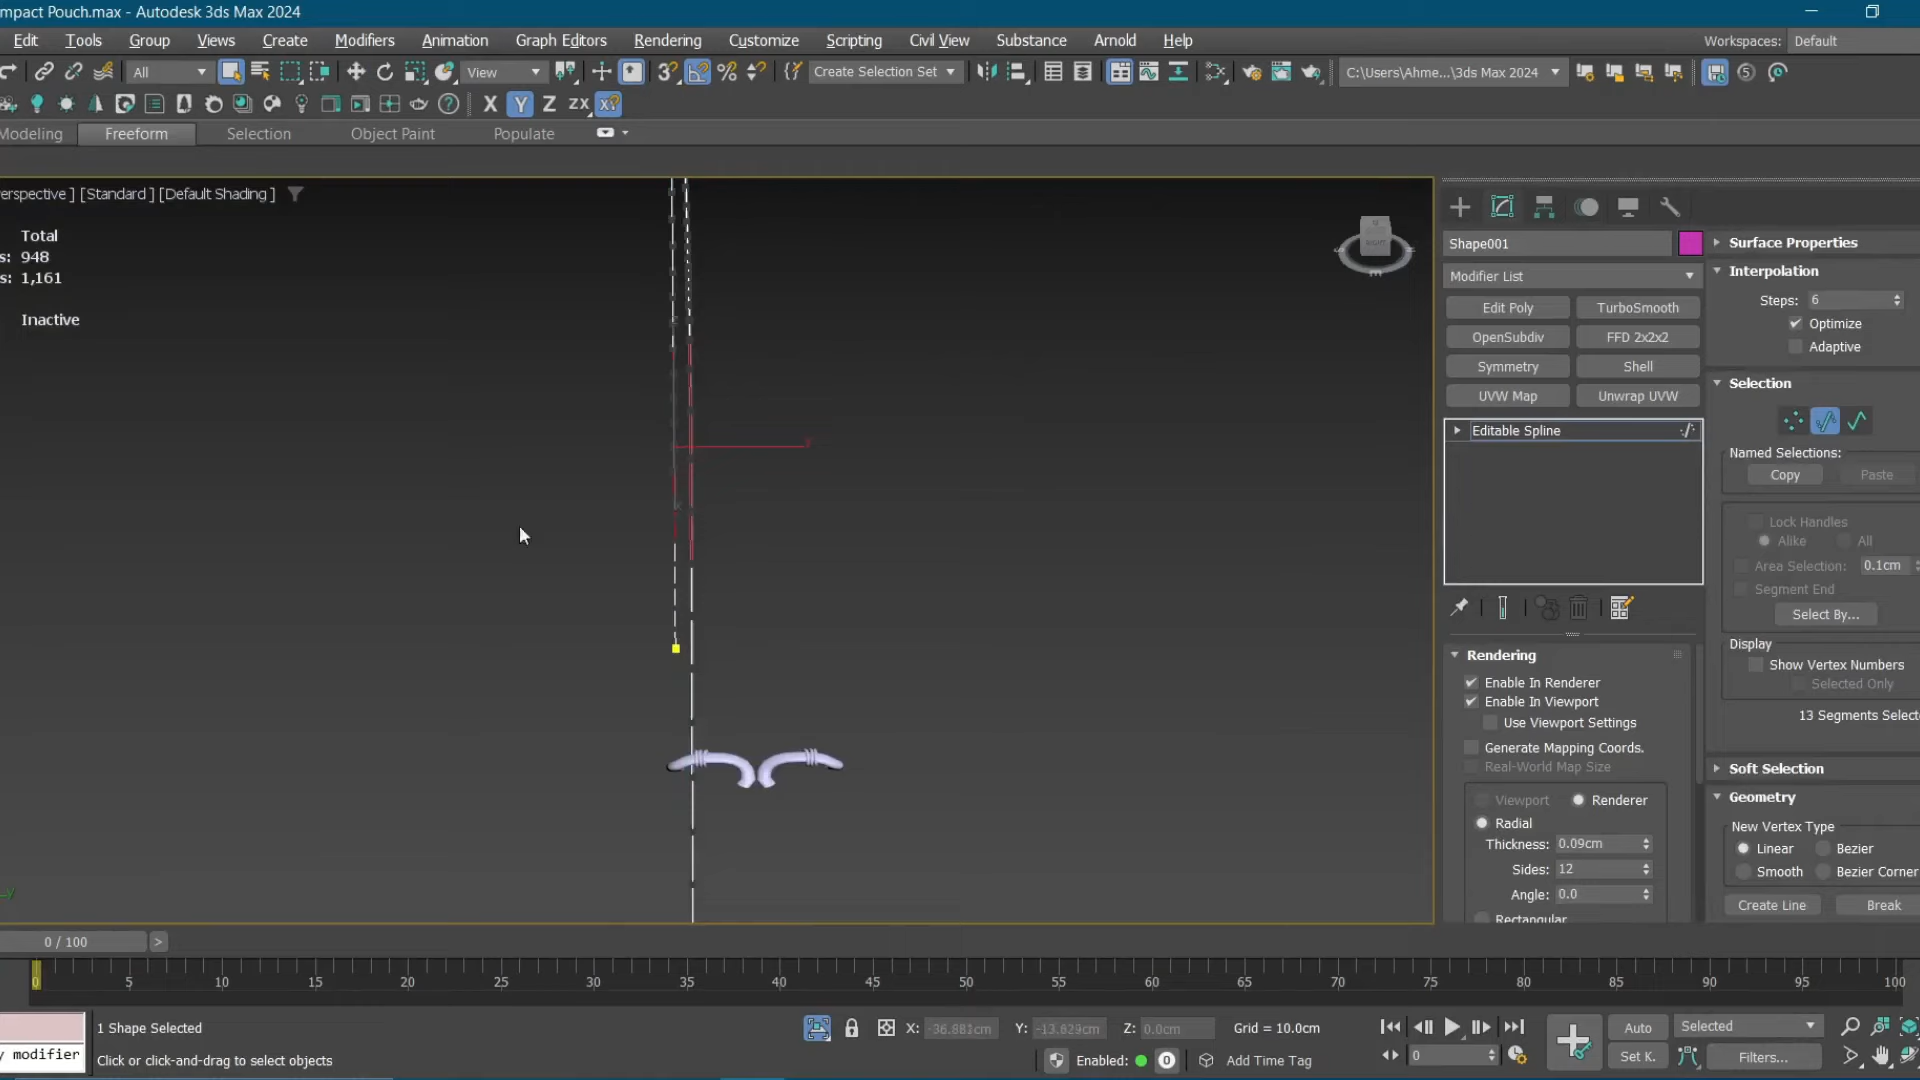 mpact Pouch.max - Autodesk 3ds Max 2024
Edit Tools Group Views Create Modifiers Animation Graph Editors Rendering Customize Scripting Civil View Substance Arnold Help
Workspaces: Default
All
View
Create Selection Set
C:\Users\Ahme...\3ds Max 2024
X Y Z ZX
Modeling Freeform Selection Object Paint Populate
erspective ] [Standard ] [Default Shading ]
Total
s: 948
s: 1,161
Inactive
RIGHT
Shape001
Modifier List
Edit Poly TurboSmooth
OpenSubdiv FFD 2x2x2
Symmetry Shell
UVW Map Unwrap UVW
Editable Spline
Rendering
Enable In Renderer
Enable In Viewport
Use Viewport Settings
Generate Mapping Coords.
Real-World Map Size
Viewport Renderer
Radial
Thickness: 0.09cm
Sides: 12
Angle: 0.0
Rectangular
Surface Properties
Interpolation
Steps: 6
Optimize
Adaptive
Selection
Named Selections:
Copy Paste
Lock Handles
Alike All
Area Selection: 0.1cm
Segment End
Select By...
Display
Show Vertex Numbers
Selected Only
13 Segments Selecte
Soft Selection
Geometry
New Vertex Type
Linear Bezier
Smooth Bezier Corner
Create Line Break
0 / 100 >
0 5 10 15 20 25 30 35 40 45 50 55 60 65 70 75 80 85 90 95 100
1 Shape Selected
X: -36.881cm Y: -13.829cm Z: 0.0cm Grid = 10.0cm
Auto Selected
y modifier
Click or click-and-drag to select objects
Enabled: 0 Add Time Tag
0
Set K. Filters...